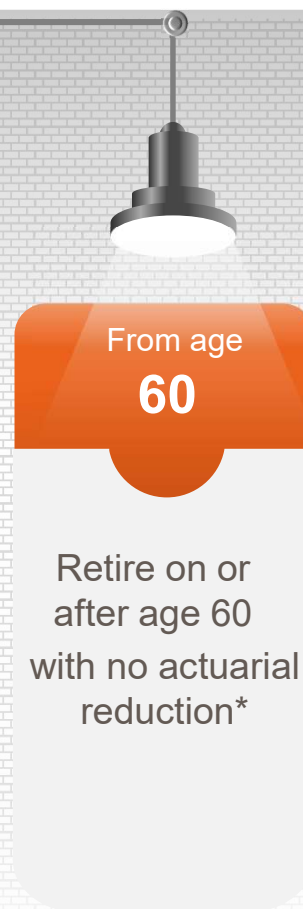 From age
60
Retire on or
after age 60
with no actuarial
reduction*